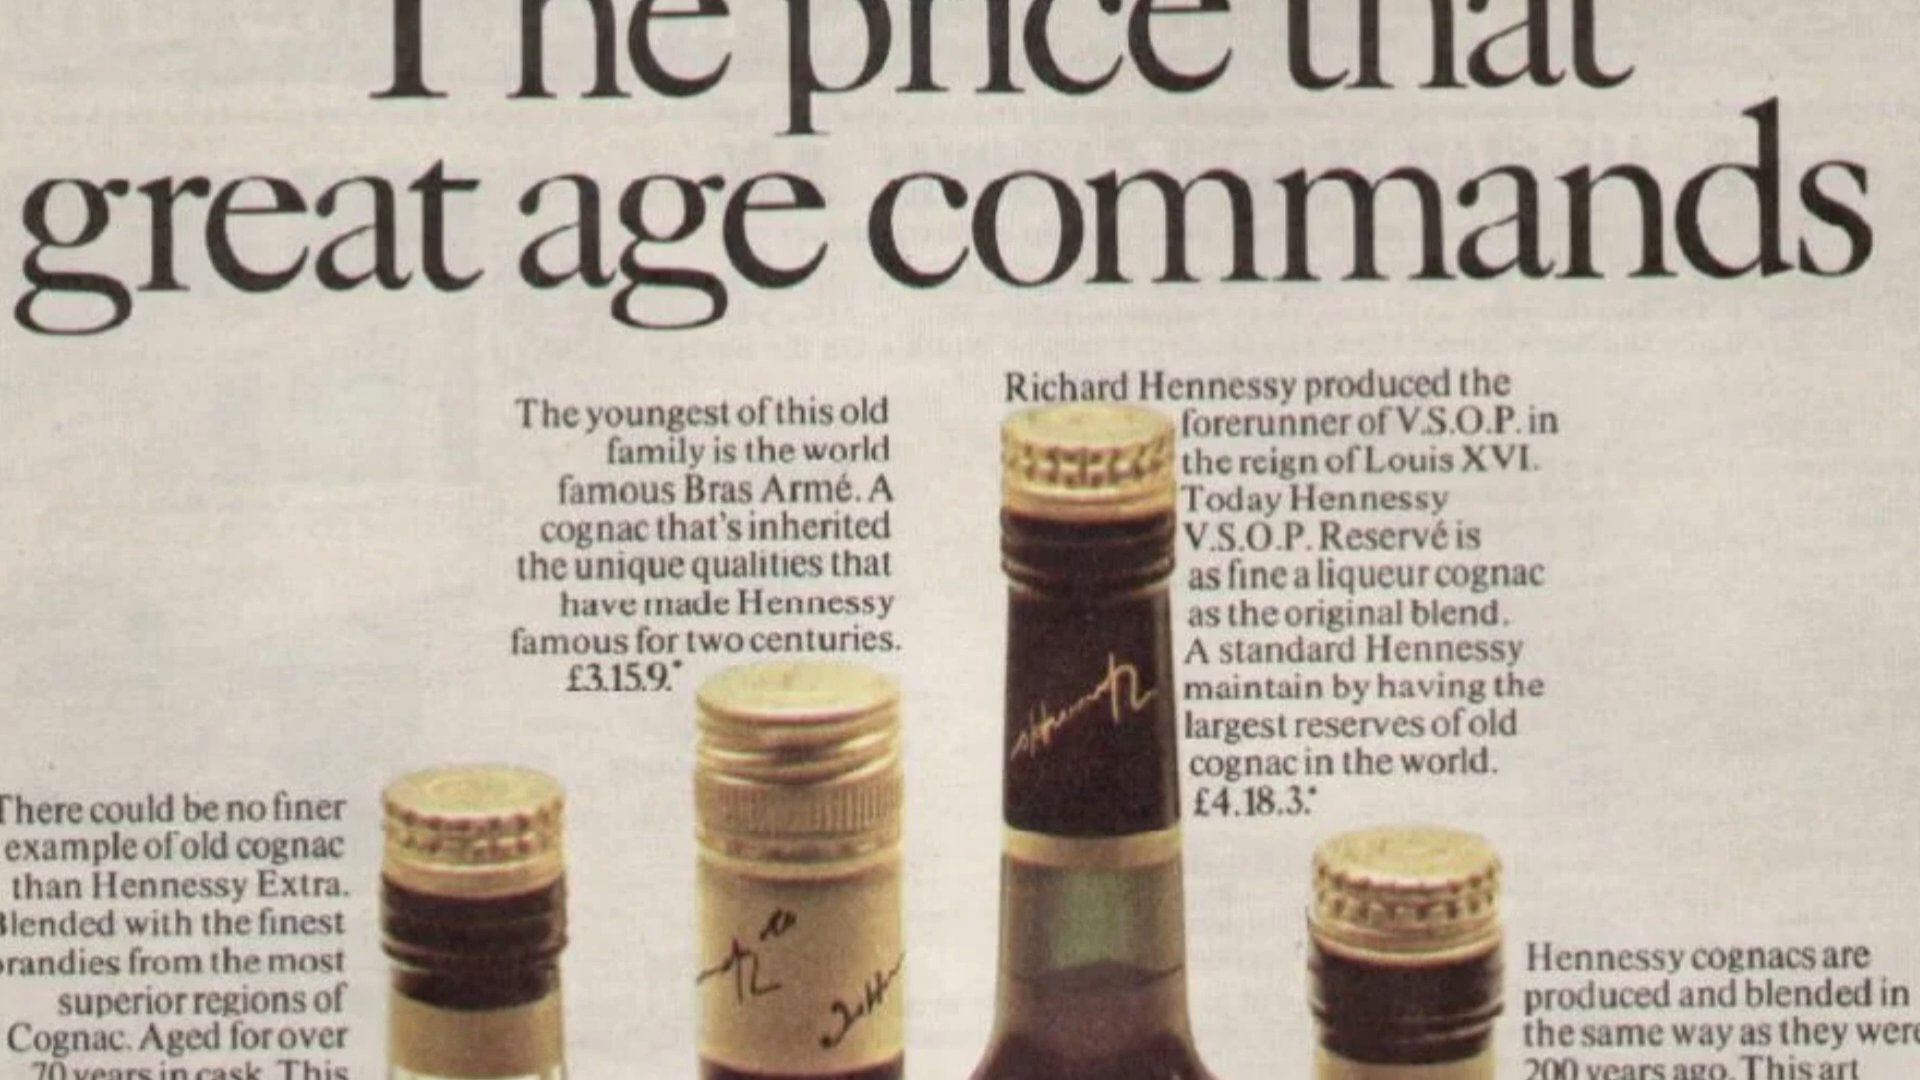 The price that
great age commands
The youngest of this old
family is the world
famous Bras Armé. A
cognac that's inherited
the unique qualities that
have made Hennessy
famous for two centuries.
£3.15.9.*
Richard Hennessy produced the
forerunner of V.S.O.P. in
the reign of Louis XVI.
Today Hennessy
V.S.O.P. Reservé is
as fine a liqueur cognac
as the original blend.
A standard Hennessy
maintain by having the
largest reserves of old
cognac in the world.
£4.18.3.*
There could be no finer
example of old cognac
than Hennessy Extra.
Blended with the finest
brandies from the most
superior regions of
Cognac. Aged for over
70 years in cask. This
Hennessy cognacs are
produced and blended in
the same way as they were
200 years ago. This art